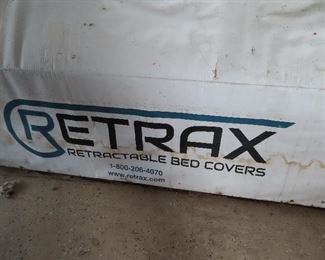 RETRAX
RETRACTABLE BED COVERS
1-800-206-4070
www.retrax.com